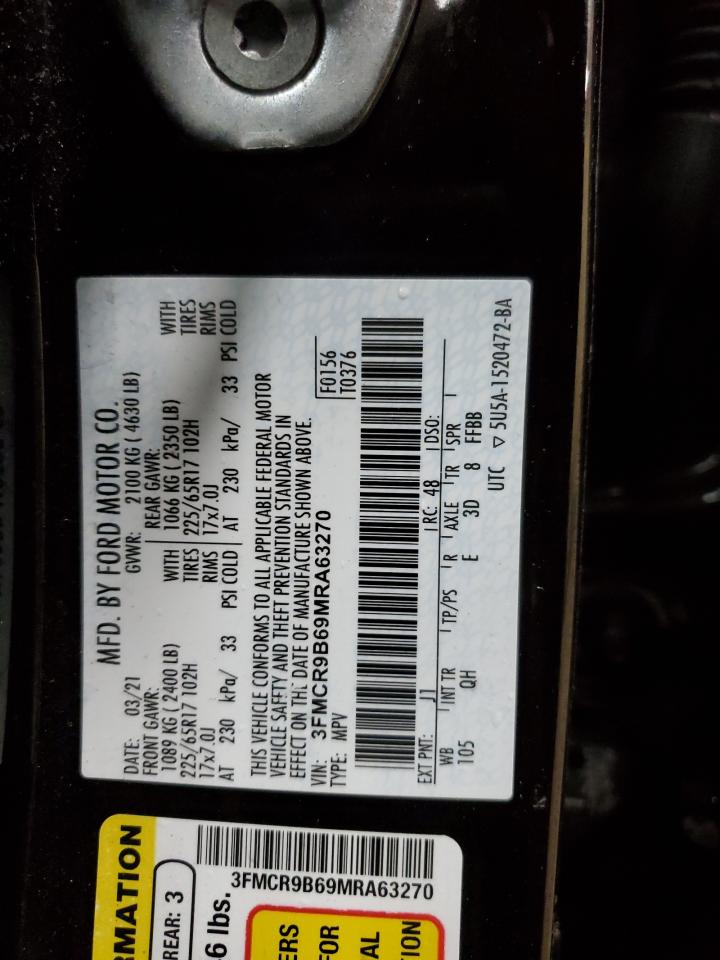 MFD. BY FORD MOTOR CO.
DATE: 03/21 GVWR: 2100 KG ( 4630 LB)
FRONT GAWR: REAR GAWR:
1089 KG ( 2400 LB) WITH 1066 KG ( 2350 LB) WITH
225/65R17 102H TIRES 225/65R17 102H TIRES
17x7.0J RIMS 17x7.0J RIMS
AT 230 kPa/ 33 PSI COLD AT 230 kPa/ 33 PSI COLD
THIS VEHICLE CONFORMS TO ALL APPLICABLE FEDERAL MOTOR
VEHICLE SAFETY AND THEFT PREVENTION STANDARDS IN
EFFECT ON THE DATE OF MANUFACTURE SHOWN ABOVE.
VIN: 3FMCR9B69MRA63270 F0156
TYPE: MPV T0376
EXT PNT: J1 RC: 48 DSO:
WB INT TR TP/PS R AXLE TR SPR
105 QH E 3D 8 FFBB
UTC ▽ 5U5A-1520472-BA
RMATION
REAR: 3
3FMCR9B69MRA63270
6 lbs.
ERS
FOR
AL
ION